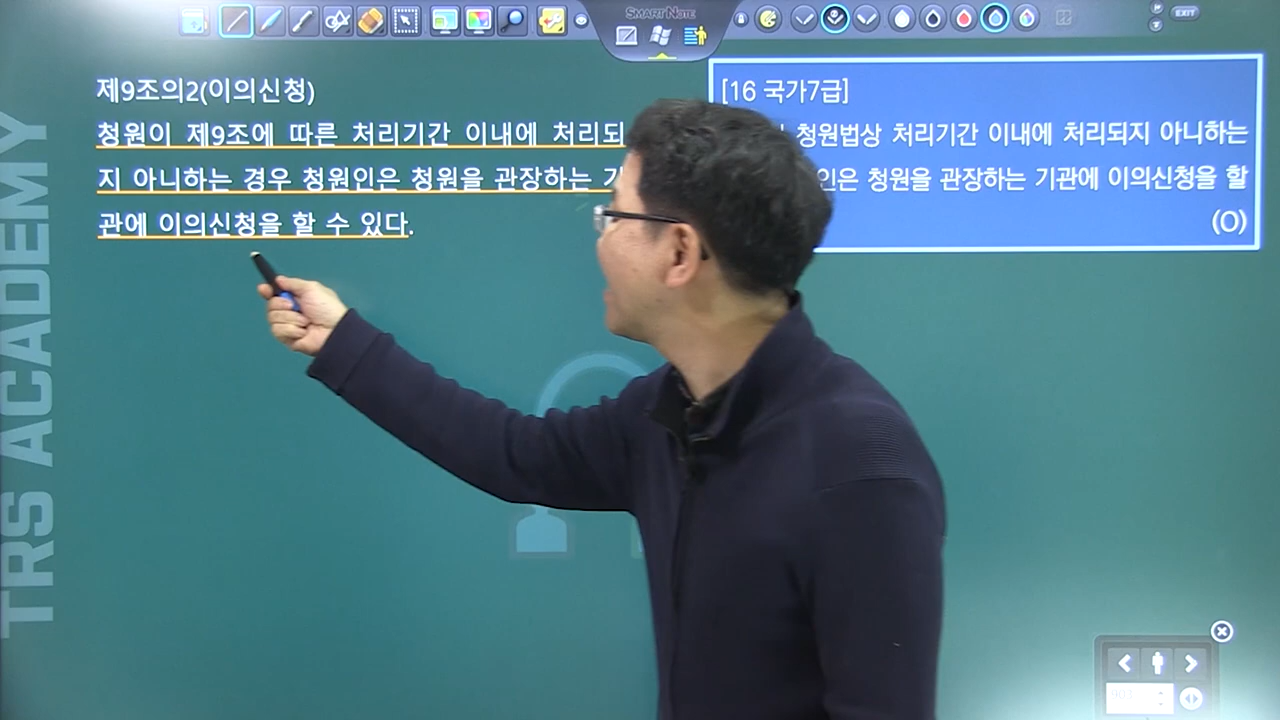 SMARTNOTE
EXIT
제9조의2(이의신청)
청원이 제9조에 따른 처리기간 이내에 처리되
지 아니하는 경우 청원인은 청원을 관장하는 기
관에 이의신청을 할 수 있다.
[16 국가7급]
청원법상 처리기간 이내에 처리되지 아니하는
인은 청원을 관장하는 기관에 이의신청을 할
(O)
TRS ACADEMY